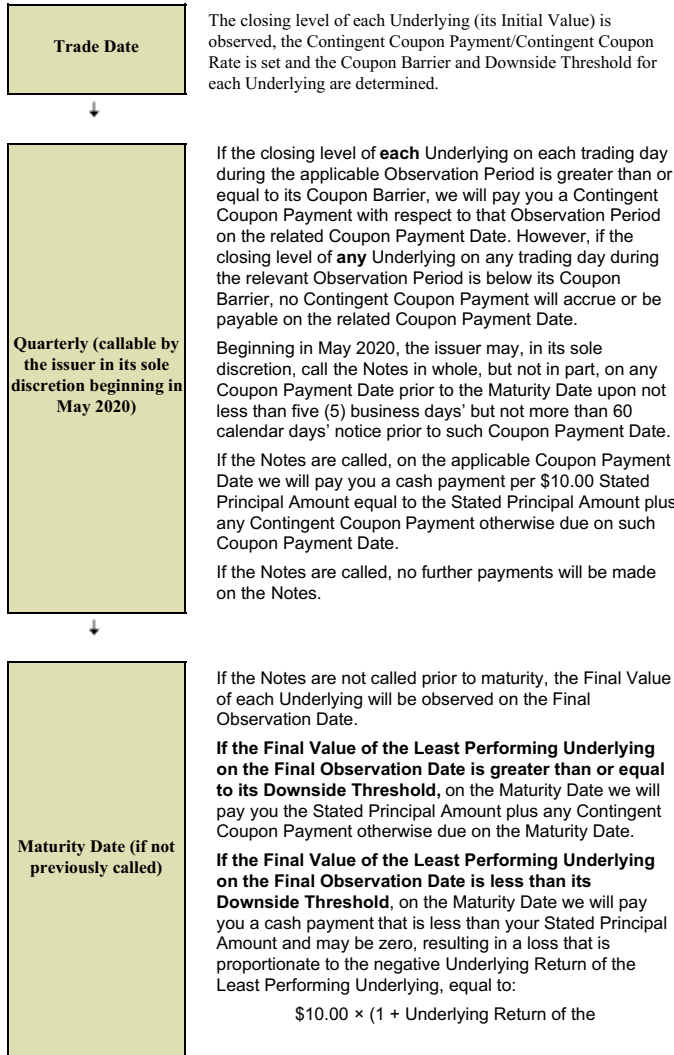 Trade Date
The closing level of each Underlying (its Initial Value) is
observed, the Contingent Coupon Payment/Contingent Coupon
Rate is set and the Coupon Barrier and Downside Threshold for
each Underlying are determined.
Quarterly (callable by
the issuer in its sole
discretion beginning in
May 2020)
If the closing level of each Underlying on each trading day
during the applicable Observation Period is greater than or
equal to its Coupon Barrier, we will pay you a Contingent
Coupon Payment with respect to that Observation Period
on the related Coupon Payment Date. However, if the
closing level of any Underlying on any trading day during
the relevant Observation Period is below its Coupon
Barrier, no Contingent Coupon Payment will accrue or be
payable on the related Coupon Payment Date.
Beginning in May 2020, the issuer may, in its sole
discretion, call the Notes in whole, but not in part, on any
Coupon Payment Date prior to the Maturity Date upon not
less than five (5) business days’ but not more than 60
calendar days’ notice prior to such Coupon Payment Date.
If the Notes are called, on the applicable Coupon Payment
Date we will pay you a cash payment per $10.00 Stated
Principal Amount equal to the Stated Principal Amount plus
any Contingent Coupon Payment otherwise due on such
Coupon Payment Date.
If the Notes are called, no further payments will be made
on the Notes.
Maturity Date (if not
previously called)
If the Notes are not called prior to maturity, the Final Value
of each Underlying will be observed on the Final
Observation Date.
If the Final Value of the Least Performing Underlying
on the Final Observation Date is greater than or equal
to its Downside Threshold, on the Maturity Date we will
pay you the Stated Principal Amount plus any Contingent
Coupon Payment otherwise due on the Maturity Date.
If the Final Value of the Least Performing Underlying
on the Final Observation Date is less than its
Downside Threshold, on the Maturity Date we will pay
you a cash payment that is less than your Stated Principal
Amount and may be zero, resulting in a loss that is
proportionate to the negative Underlying Return of the
Least Performing Underlying, equal to:
$10.00 × (1 + Underlying Return of the